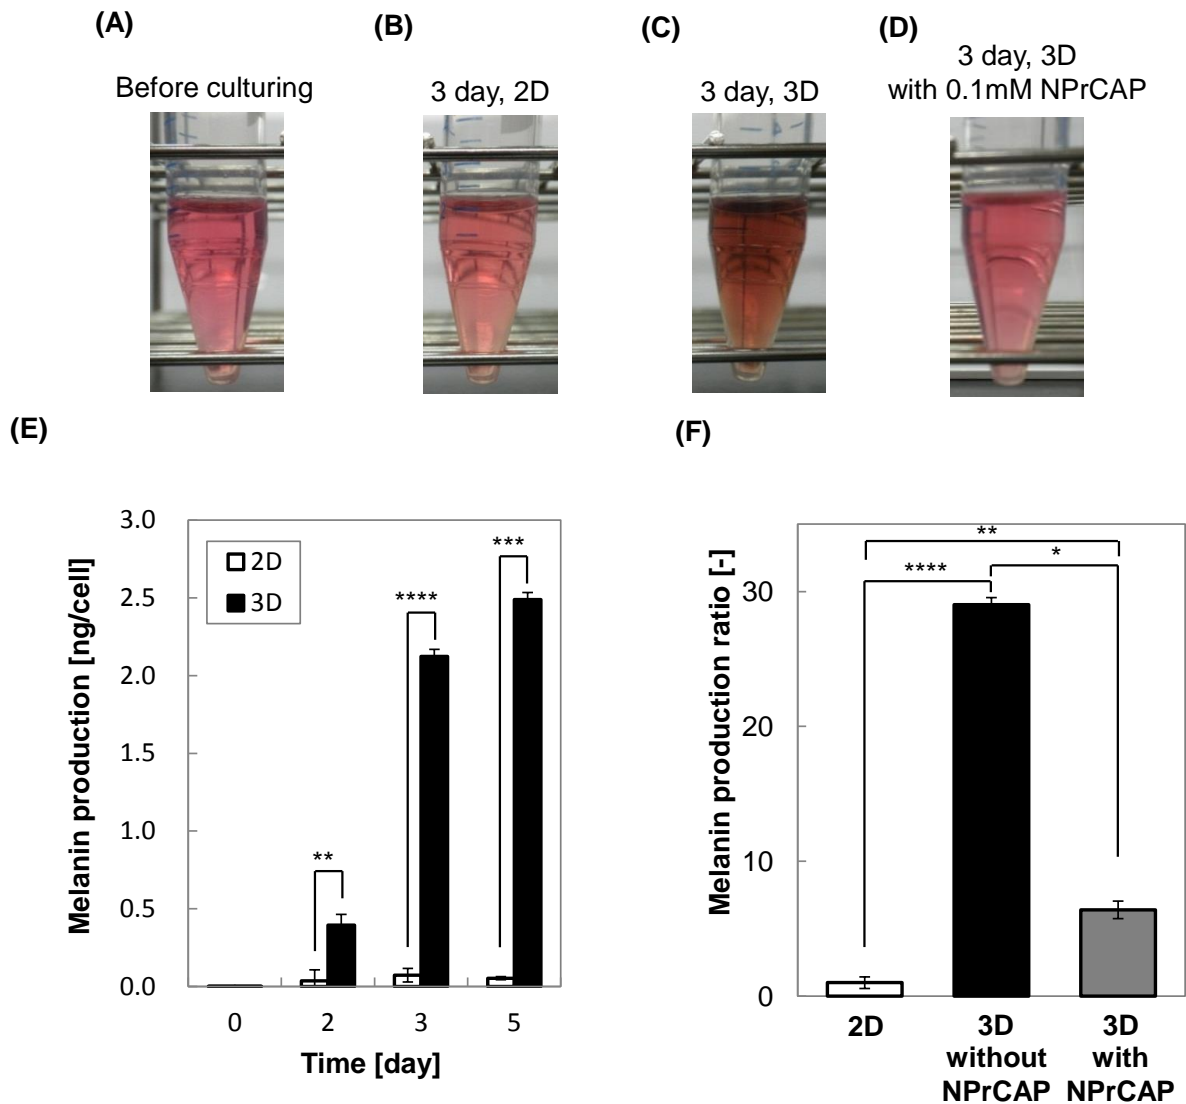 (A)
Before culturing
(B)
3 day, 2D
(C)
3 day, 3D
(D)
3 day, 3D
with 0.1mM NPrCAP
(E)
Melanin production [ng/cell]
3.0
2.5
2.0
1.5
1.0
0.5
0.0
2D
3D
**
****
***
0 2 3 5
Time [day]
(F)
Melanin production ratio [-]
30
20
10
0
**
****
*
2D
3D
without
NPrCAP
3D
with
NPrCAP